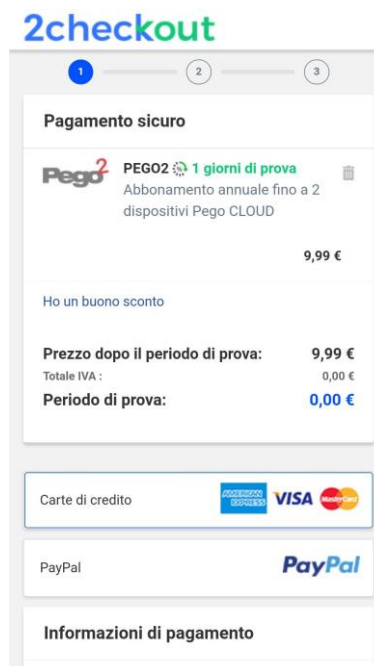 2checkout
1 2 3
Pagamento sicuro
Pego2
PEGO2 1 giorni di prova
Abbonamento annuale fino a 2
dispositivi Pego CLOUD
9,99 €
Ho un buono sconto
Prezzo dopo il periodo di prova: 9,99 €
Totale IVA : 0,00 €
Periodo di prova: 0,00 €
Carte di credito AMERICAN EXPRESS VISA MasterCard
PayPal PayPal
Informazioni di pagamento